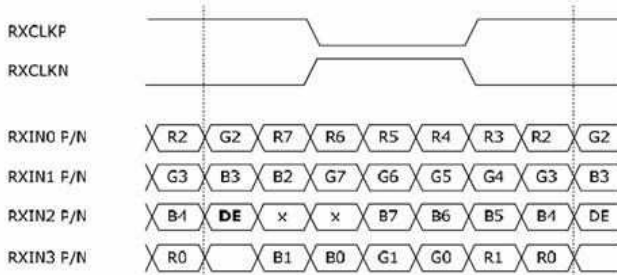 RXCLKP
RXCLKN
RXIN0 P/N R2 G2 R7 R6 R5 R4 R3 R2 G2
RXIN1 P/N G3 B3 B2 G7 G6 G5 G4 G3 B3
RXIN2 P/N B4 DE x x B7 B6 B5 B4 DE
RXIN3 P/N R0 B1 B0 G1 G0 R1 R0